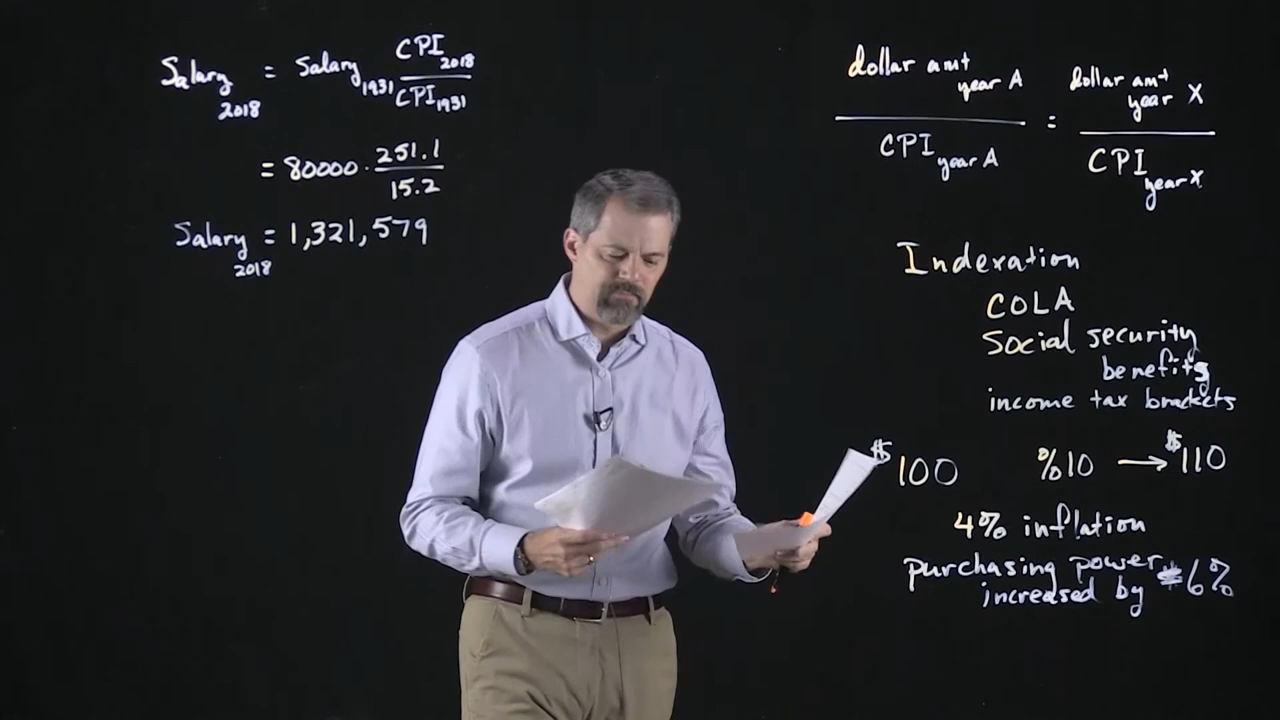 Salary 2018 = Salary 1931 CPI 2018 / CPI 1931
= 80000 · 251.1 / 15.2
Salary 2018 = 1,321,579
dollar amt year A / CPI year A = dollar amt year X / CPI year X
Indexation
COLA
Social security
benefits
income tax brackets
$100 %10 → $110
4% inflation
purchasing power
increased by 6%